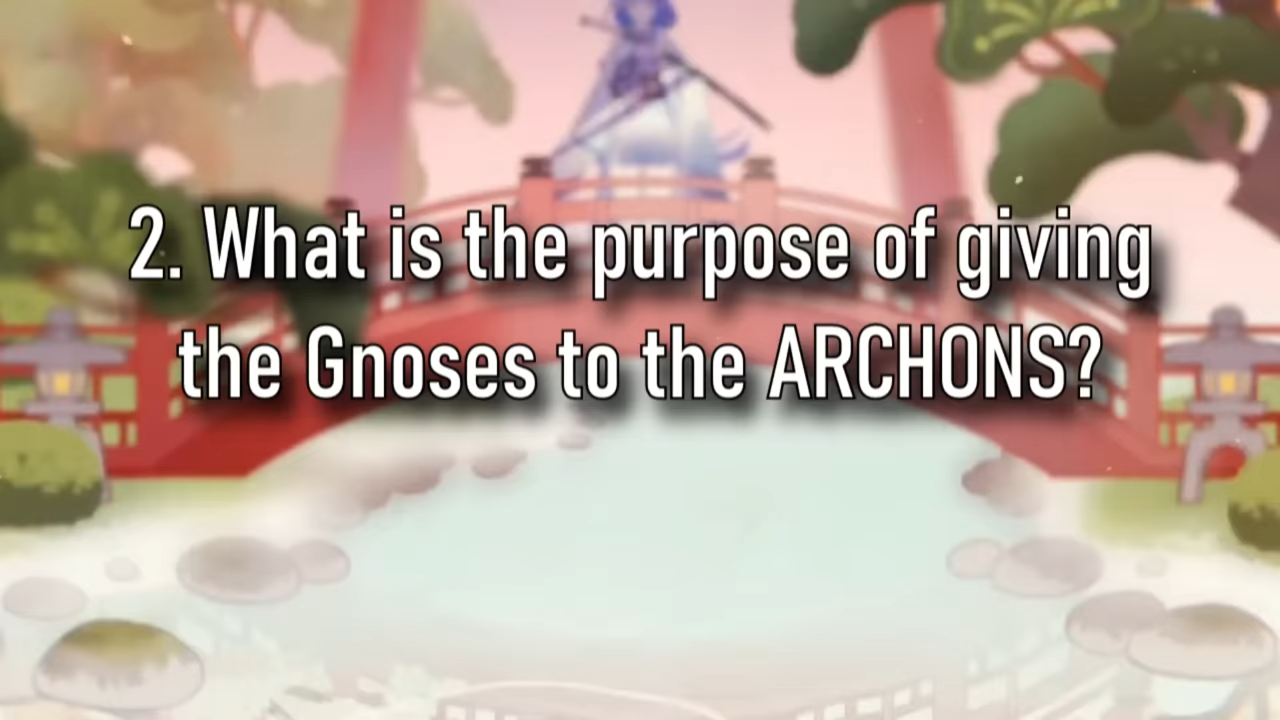 2. What is the purpose of giving
the Gnoses to the ARCHONS?